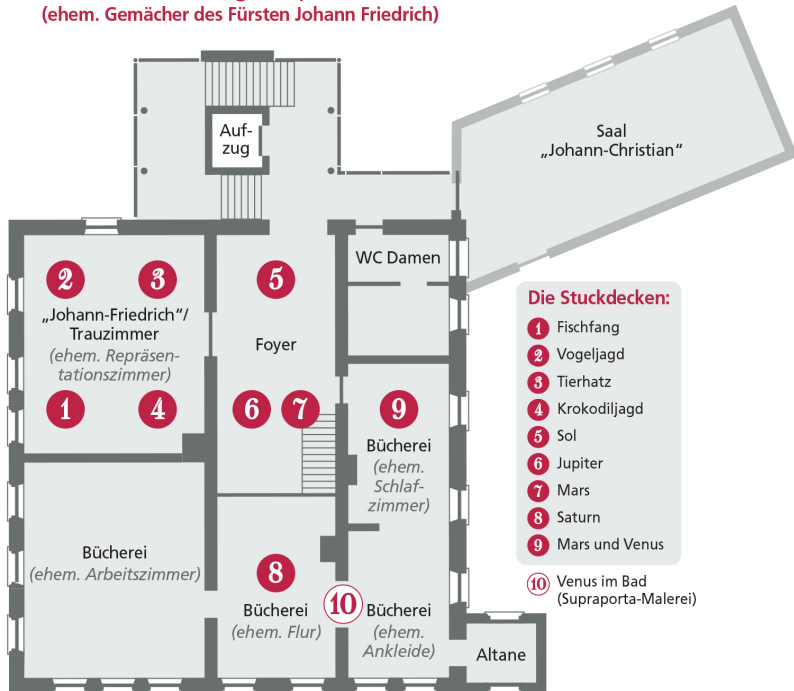 (ehem. Gemächer des Fürsten Johann Friedrich)
Auf-
zug
Saal
„Johann-Christian“
WC Damen
2
3
5
„Johann-Friedrich“/
Trauzimmer
(ehem. Repräsen-
tationszimmer)
Foyer
1
4
6
7
9
Bücherei
(ehem.
Schlaf-
zimmer)
Bücherei
(ehem. Arbeitszimmer)
8
Bücherei
(ehem. Flur)
10
Bücherei
(ehem.
Ankleide)
Altane
Die Stuckdecken:
1 Fischfang
2 Vogeljagd
3 Tierhatz
4 Krokodiljagd
5 Sol
6 Jupiter
7 Mars
8 Saturn
9 Mars und Venus
10 Venus im Bad
(Supraporta-Malerei)